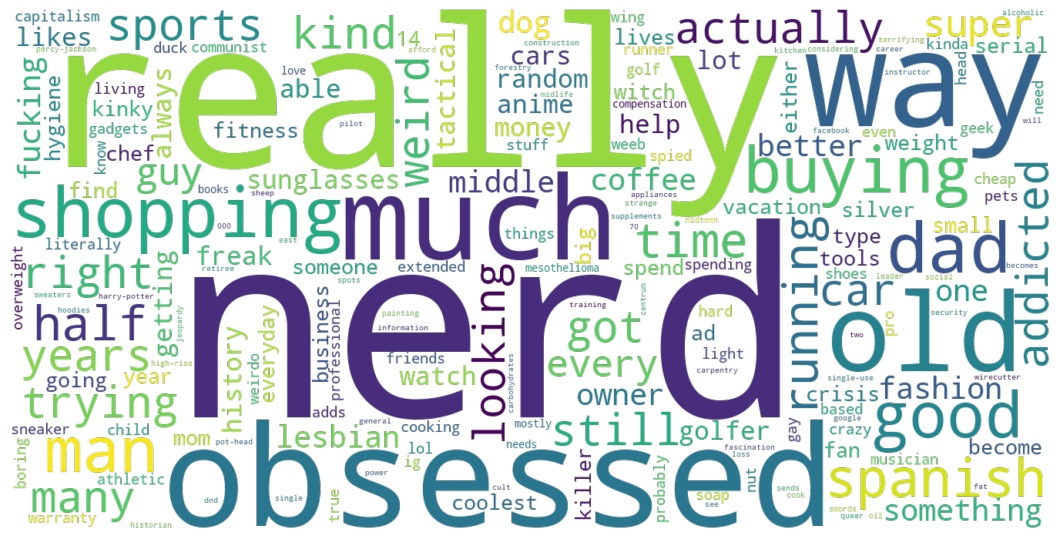 capitalism
sports
kind
14
dog
wing
lives
actually
super
alcoholic
parcy-jackson
likes
duck
communist
really
tactical
afford
construction
cars
runner
lot
way
terrifying
considering
kitchen
career
kinda
serial
fucking
hygiene
living
kinky
gadgets
always
love
able
weird
forestry
random
golf
witch
midlife
anime
compensation
either
instructor
head
need
will
know
chef
fitness
pilot
money
stuff
help
weeb
spied
better
facebook
even
weight
geek
find
guy
books
sheep
sunglasses
middle
coffee
appliances
buying
cheap
pets
shopping
000
much
things
strange
supplements
big
midtown
70
time
vacation
silver
small
addicted
literally
east
freak
someone
extended
mesothelioma
spend
spending
running
type
tools
dad
becomes
right
retiree
spots
overweight
sweaters
harry-potter
getting
nerd
looking
training
centrum
shoes
car
leader
social
one
half
hoodies
jeopardy
business
professional
painting
information
got
hard
ad
pro
old
security
years
going
year
high-rise
history
weirdo
everyday
friends
watch
carbohydrates
every
light
carpentry
two
owner
crisis
single-use
wirecutter
fashion
trying
sneaker
child
adds
cooking
mostly
still
gay
based
google
crazy
good
boring
man
mom
pot-head
lesbian
general
lol
ig
needs
killer
golfer
probably
fascination
loss
nut
fan
musician
become
athletic
many
warranty
historian
dnd
obsessed
power
single
true
cult
coolest
soap
see
sends
cook
spanish
fat
swords
queer
oil
something